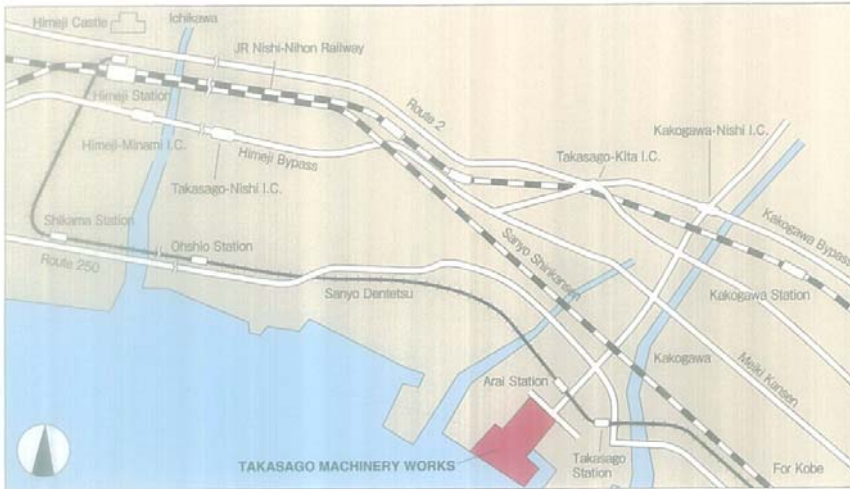 Himeji Castle
Ichikawa
JR Nishi-Nihon Railway
Himeji Station
Route 2
Kakogawa-Nishi I.C.
Himeji-Minami I.C.
Himeji Bypass
Takasago-Kita I.C.
Takasago-Nishi I.C.
Shikama Station
Ohshio Station
Sanyo Shinkansen
Kakogawa Bypass
Route 250
Sanyo Dentetsu
Kakogawa Station
Kakogawa
Meiki Kansen
Arai Station
TAKASAGO MACHINERY WORKS
Takasago
Station
For Kobe